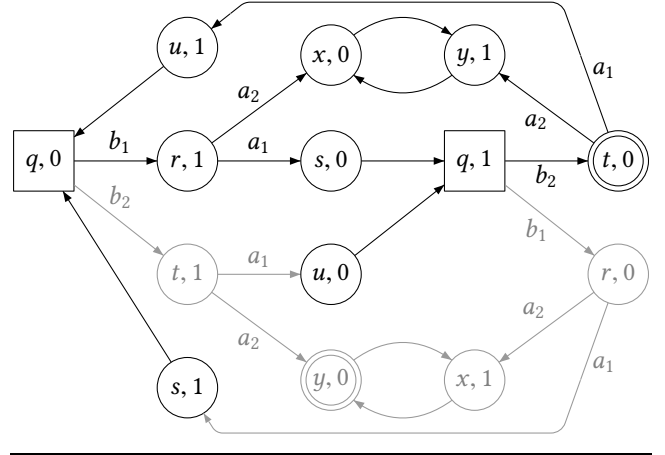 u, 1
x, 0
y, 1
a₁
a₂
a₂
q, 0
b₁
r, 1
a₁
s, 0
q, 1
b₂
t, 0
b₂
b₁
t, 1
a₁
u, 0
r, 0
a₂
a₂
y, 0
x, 1
a₁
s, 1